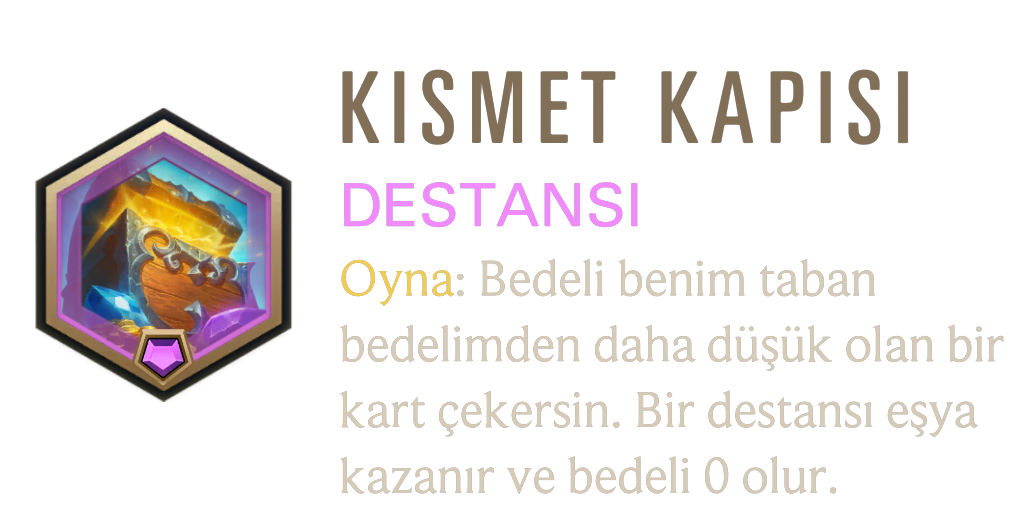 KISMET KAPISI
DESTANSI
Oyna: Bedeli benim taban
bedelimden daha düşük olan bir
kart çekersin. Bir destansı eşya
kazanır ve bedeli 0 olur.